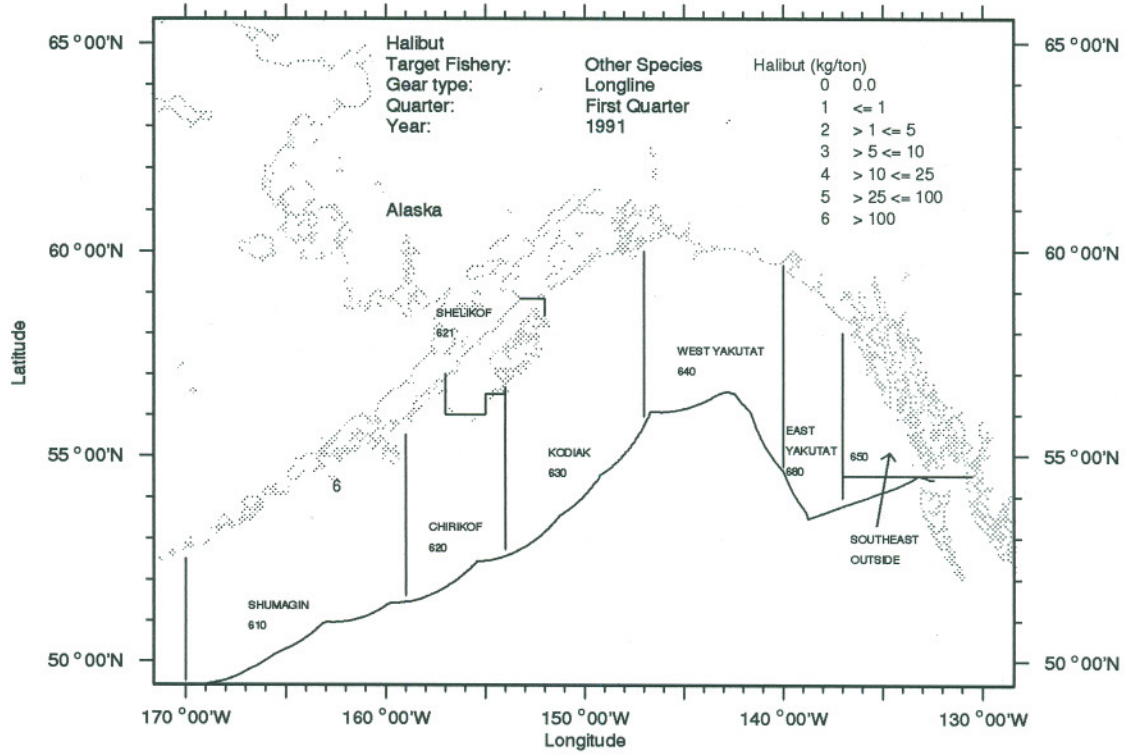 65 °00'N
65 °00'N
Halibut
Target Fishery: Other Species
Gear type: Longline
Quarter: First Quarter
Year: 1991
Halibut (kg/ton)
0 0.0
1 <= 1
2 > 1 <= 5
3 > 5 <= 10
4 > 10 <= 25
5 > 25 <= 100
6 > 100
Alaska
60 °00'N
60 °00'N
SHELIKOF
621
WEST YAKUTAT
640
EAST
YAKUTAT
680
650
KODIAK
630
55 °00'N
55 °00'N
6
CHIRIKOF
620
SOUTHEAST
OUTSIDE
SHUMAGIN
610
50 °00'N
50 °00'N
Latitude
170 °00'W
160 °00'W
150 °00'W
140 °00'W
130 °00'W
Longitude